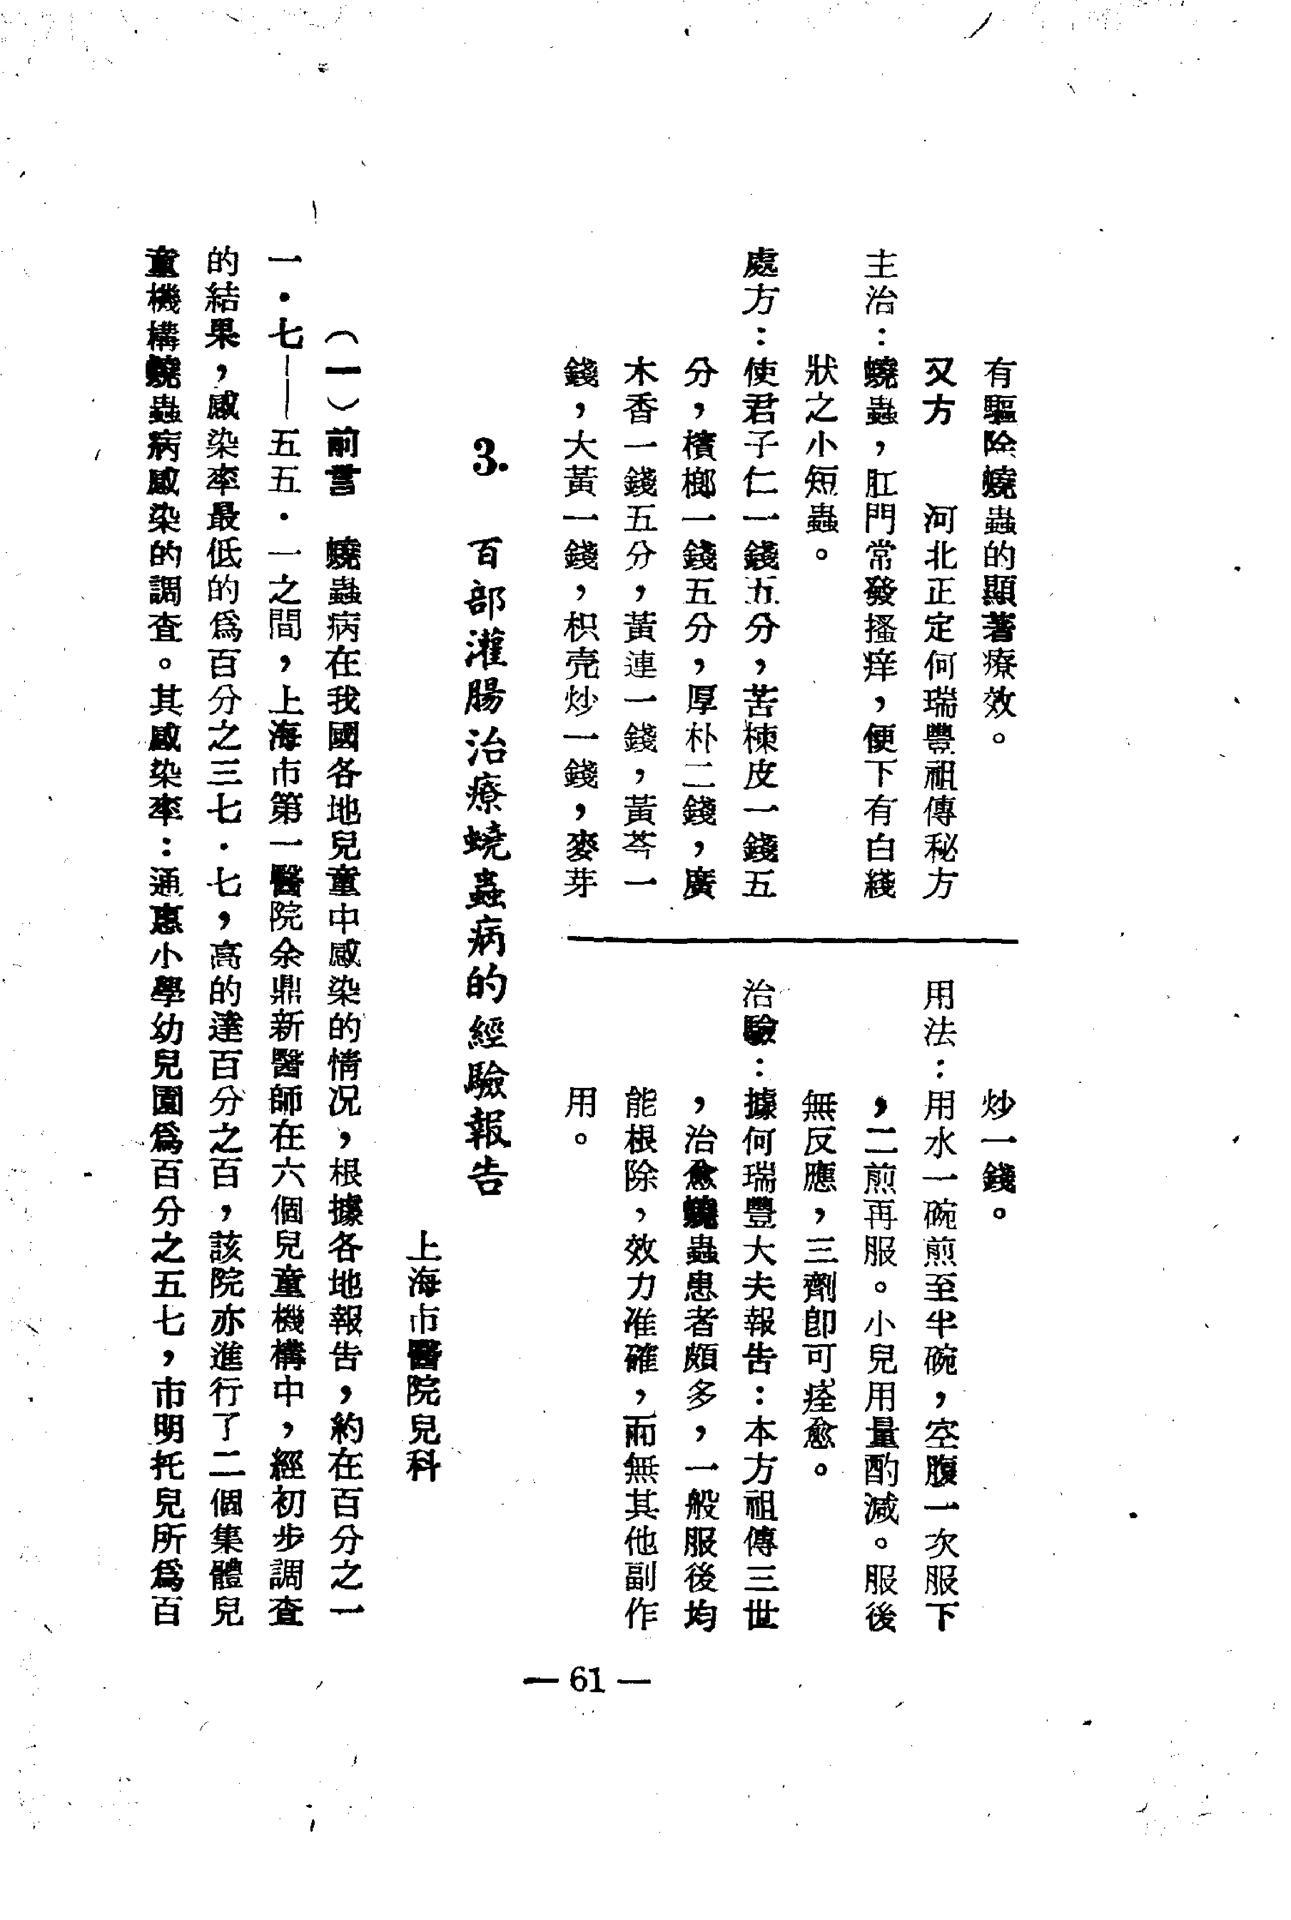 有驅除蟯蟲的顯著療效。
又方　河北正定何瑞豐祖傳秘方
主治：蟯蟲，肛門常發搔痒，便下有白綫
狀之小短蟲。
處方：使君子仁一錢五分，苦楝皮一錢五
分，檳榔一錢五分，厚朴二錢，廣
木香一錢五分，黃連一錢，黃芩一
錢，大黃一錢，枳壳炒一錢，麥芽
炒一錢。
用法：用水一碗煎至半碗，空腹一次服下
，二煎再服。小兒用量酌減。服後
無反應，三劑卽可痊愈。
治驗：據何瑞豐大夫報告：本方祖傳三世
，治愈蟯蟲患者頗多，一般服後均
能根除，效力准確，而無其他副作
用。
3. 百部灌腸治療蟯蟲病的經驗報告
上海市醫院兒科
（一）前言　蟯蟲病在我國各地兒童中感染的情况，根據各地報告，約在百分之一
一·七——五五·一之間，上海市第一醫院余鼎新醫師在六個兒童機構中，經初步調查
的結果，感染率最低的爲百分之三七·七，高的達百分之百，該院亦進行了二個集體兒
童機構蟯蟲病感染的調查。其感染率：通惠小學幼兒園爲百分之五七，市明托兒所爲百
— 61 —